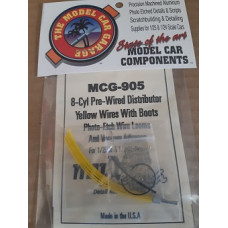 THE MODEL CAR GARAGE
Precision Machined Aluminum
Photo Etched Details & Scripts
Scratchbuilding & Detailing
Supplies for 1/25 & 1/24 Scale Cars
State of the art
MODEL CAR
COMPONENTS
MCG-905
8-Cyl Pre-Wired Distributor
Yellow Wires With Boots
Photo-Etch Wire Looms
And
Made in the U.S.A